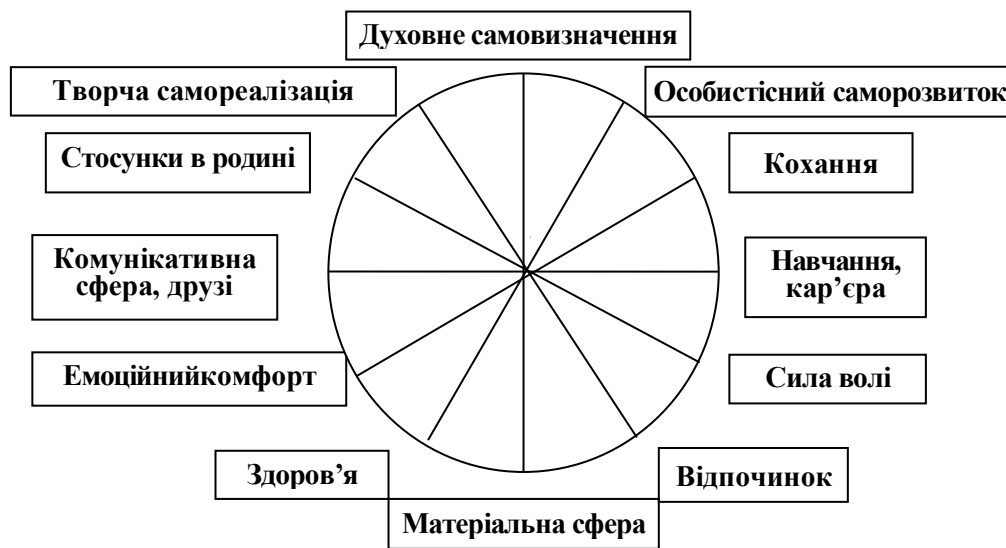 Духовне самовизначення
Творча самореалізація
Особистісний саморозвиток
Стосунки в родині
Кохання
Комунікативна
сфера, друзі
Навчання,
кар’єра
Емоційнийкомфорт
Сила волі
Здоров’я
Відпочинок
Матеріальна сфера